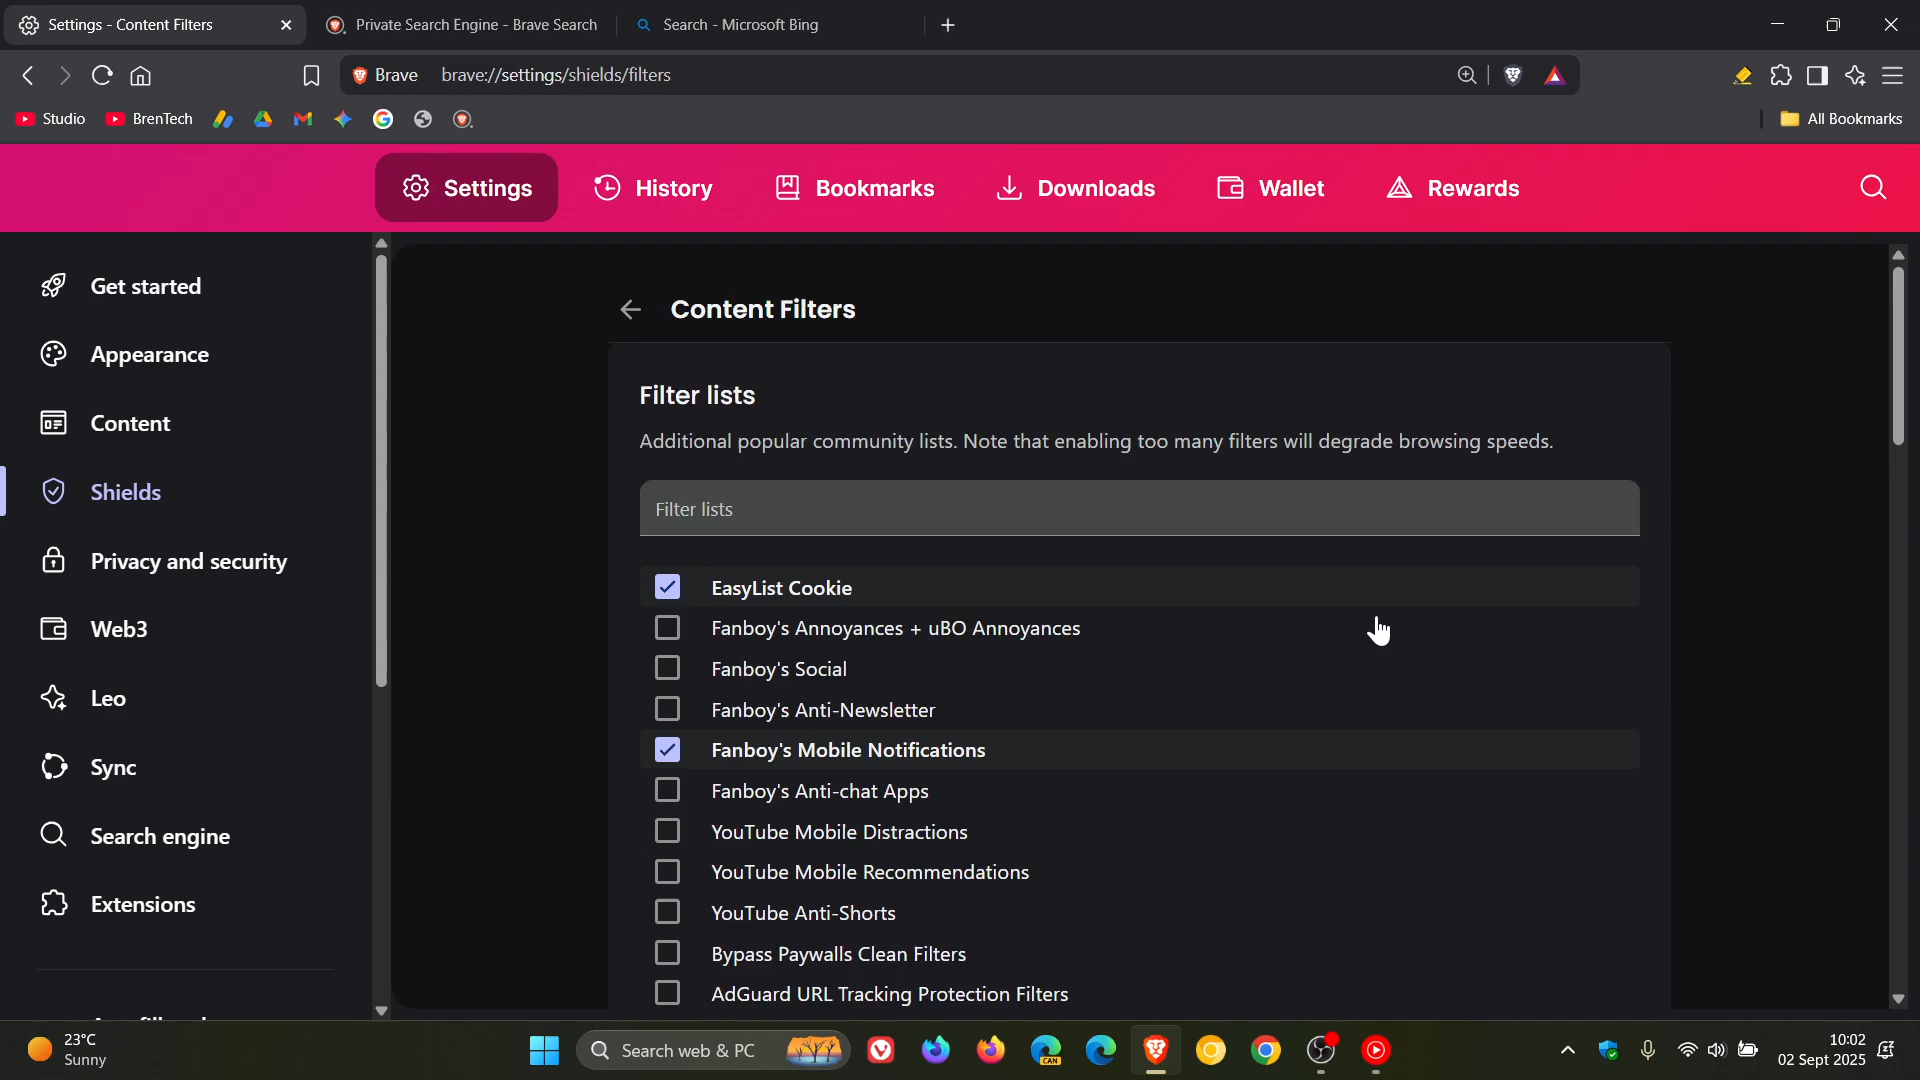 Settings - Content Filters
Private Search Engine - Brave Search
Search - Microsoft Bing
Brave
brave://settings/shields/filters
Studio
BrenTech
All Bookmarks
Settings
History
Bookmarks
Downloads
Wallet
Rewards
Get started
Appearance
Content
Shields
Privacy and security
Web3
Leo
Sync
Search engine
Extensions
Content Filters
Filter lists
Additional popular community lists. Note that enabling too many filters will degrade browsing speeds.
Filter lists
EasyList Cookie
Fanboy's Annoyances + uBO Annoyances
Fanboy's Social
Fanboy's Anti-Newsletter
Fanboy's Mobile Notifications
Fanboy's Anti-chat Apps
YouTube Mobile Distractions
YouTube Mobile Recommendations
YouTube Anti-Shorts
Bypass Paywalls Clean Filters
AdGuard URL Tracking Protection Filters
23°C
Sunny
Search web & PC
CAN
10:02
02 Sept 2025